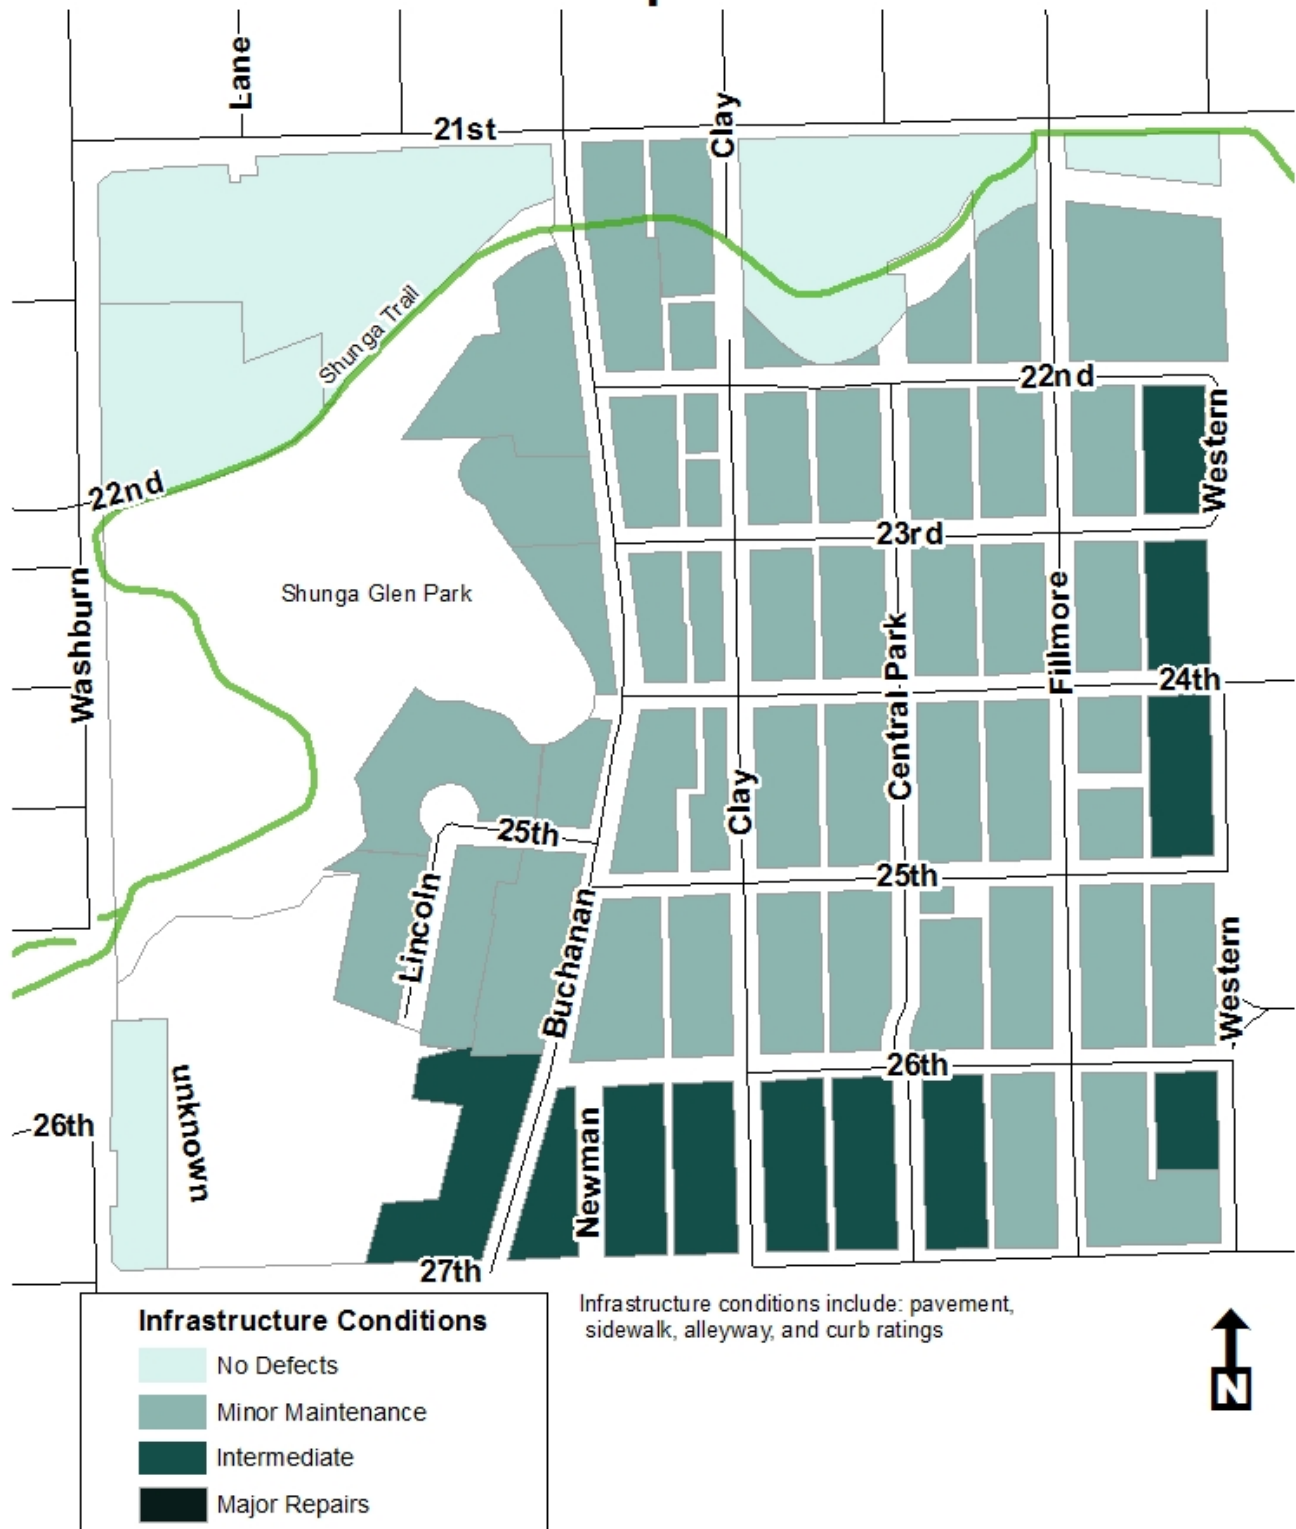 Lane
Clay
21st
Shunga Trail
22nd
Western
22nd
23rd
Shunga Glen Park
Washburn
Fillmore
Central Park
24th
Clay
25th
25th
Lincoln
Buchanan
Western
26th
unknown
26th
Newman
27th
Infrastructure conditions include: pavement,
sidewalk, alleyway, and curb ratings
Infrastructure Conditions
No Defects
Minor Maintenance
Intermediate
Major Repairs
N